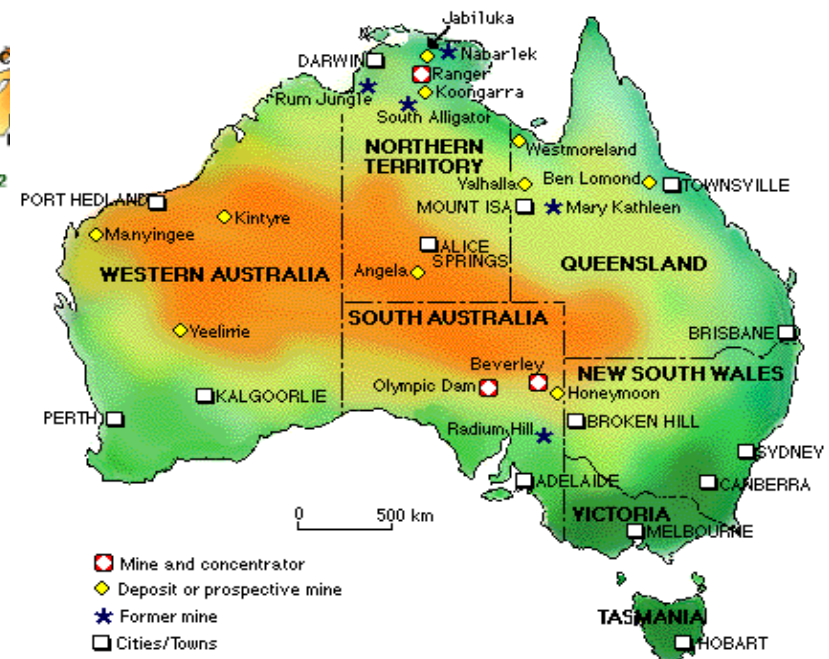 Jabiluka
Nabarlek
DARWIN
Ranger
Rum Jungle
Koongarra
South Alligator
NORTHERN
TERRITORY
Westmoreland
Valhalla
Ben Lomond
TOWNSVILLE
PORT HEDLAND
MOUNT ISA
Mary Kathleen
Kintyre
Manyingee
ALICE
SPRINGS
Angela
WESTERN AUSTRALIA
QUEENSLAND
SOUTH AUSTRALIA
Yeelirrie
BRISBANE
Beverley
NEW SOUTH WALES
Olympic Dam
Honeymoon
KALGOORLIE
PERTH
BROKEN HILL
Radium Hill
SYDNEY
ADELAIDE
CANBERRA
0 500 km
VICTORIA
MELBOURNE
Mine and concentrator
Deposit or prospective mine
Former mine
TASMANIA
Cities/Towns
HOBART